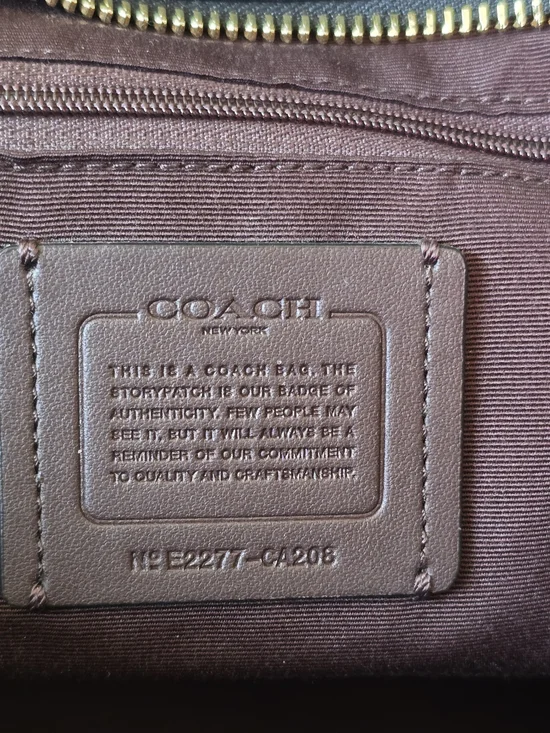 COACH
NEW YORK
THIS IS A COACH BAG. THE
STORYPATCH IS OUR BADGE OF
AUTHENTICITY. FEW PEOPLE MAY
SEE IT, BUT IT WILL ALWAYS BE A
REMINDER OF OUR COMMITMENT
TO QUALITY AND CRAFTSMANSHIP.
Nº E2277-CA208